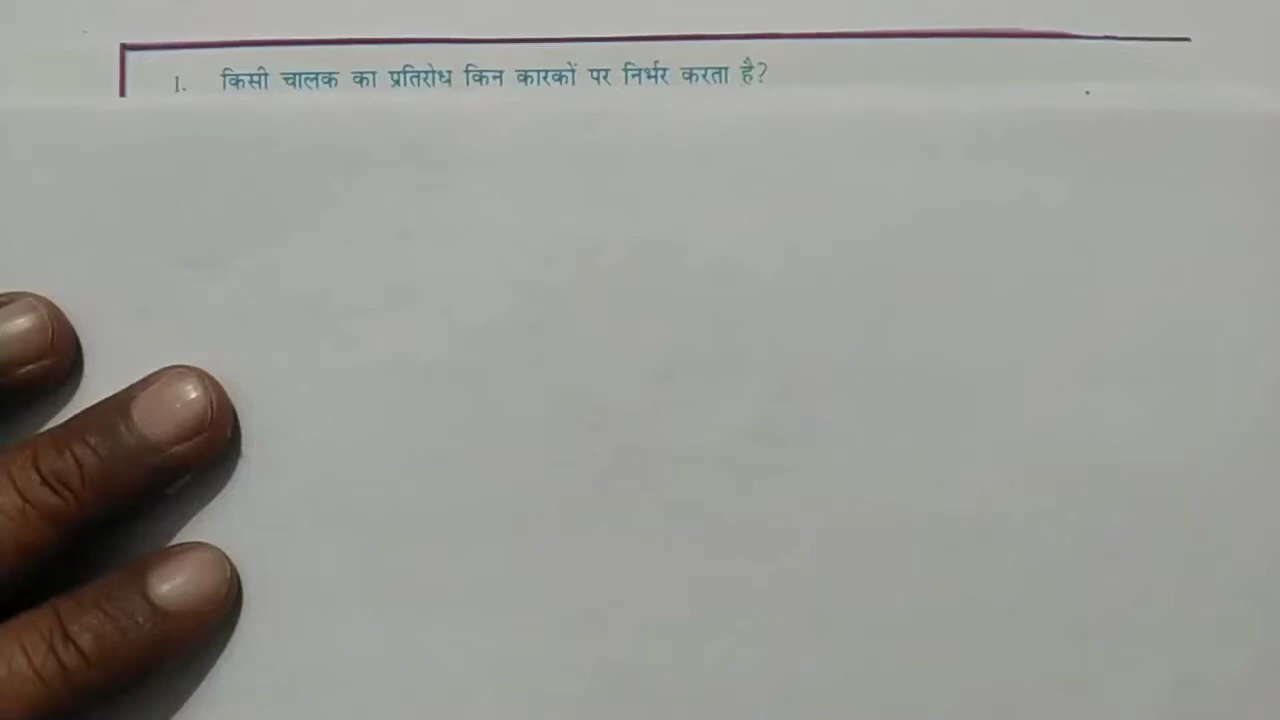 1. किसी चालक का प्रतिरोध किन कारकों पर निर्भर करता है?